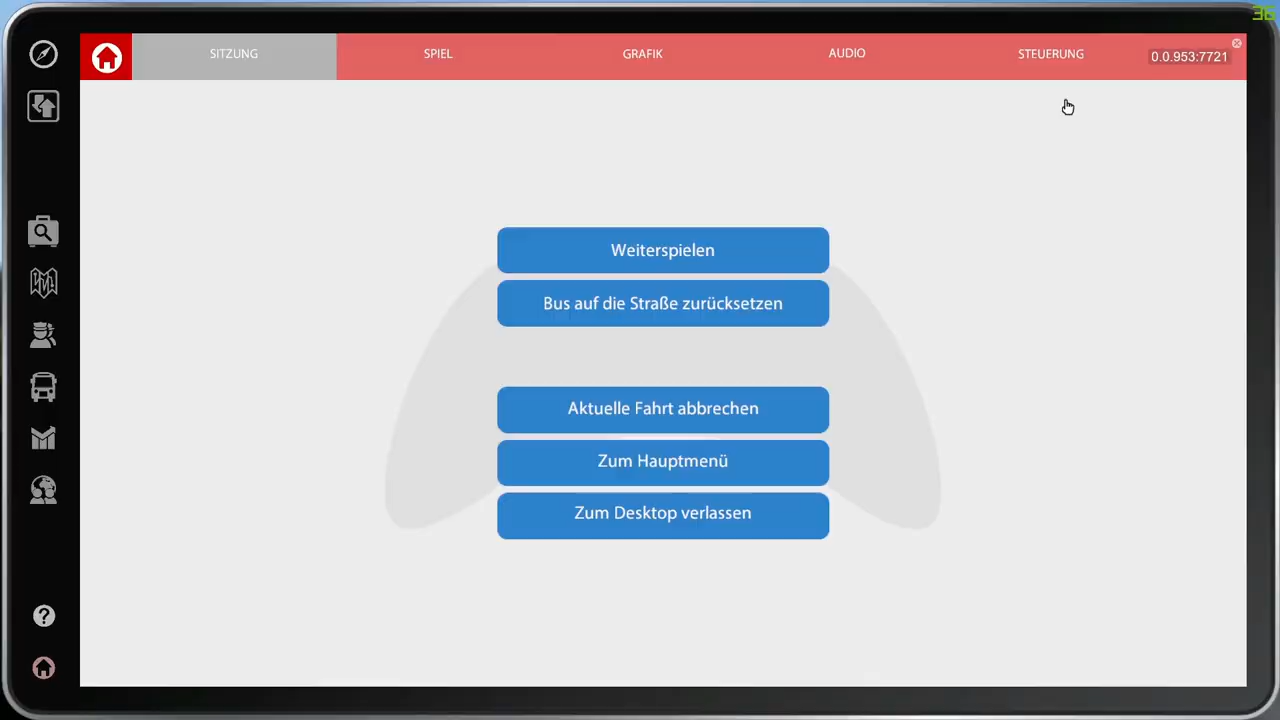 36
SITZUNG
SPIEL
GRAFIK
AUDIO
STEUERUNG
0.0.953:7721
Weiterspielen
Bus auf die Straße zurücksetzen
Aktuelle Fahrt abbrechen
Zum Hauptmenü
Zum Desktop verlassen
?